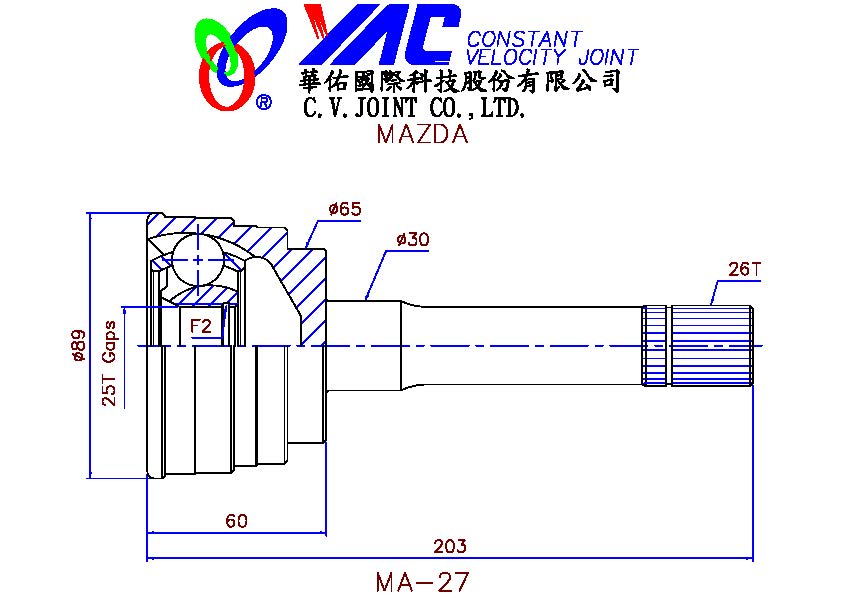 YAC CONSTANT
VELOCITY JOINT
®
華佑國際科技股份有限公司
C.V.JOINT CO.,LTD.
MAZDA
ø65
ø30
26T
F2
ø89
25T Gaps
60
203
MA-27